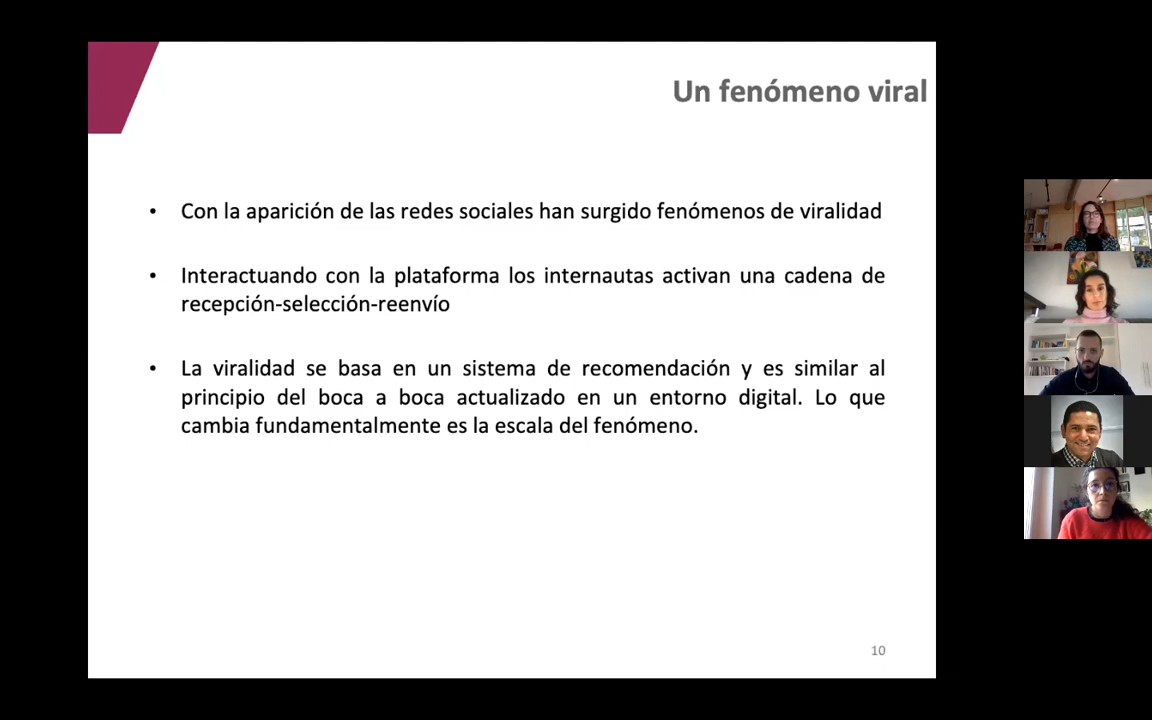 Un fenómeno viral
• Con la aparición de las redes sociales han surgido fenómenos de viralidad
• Interactuando con la plataforma los internautas activan una cadena de
recepción-selección-reenvío
• La viralidad se basa en un sistema de recomendación y es similar al
principio del boca a boca actualizado en un entorno digital. Lo que
cambia fundamentalmente es la escala del fenómeno.
10